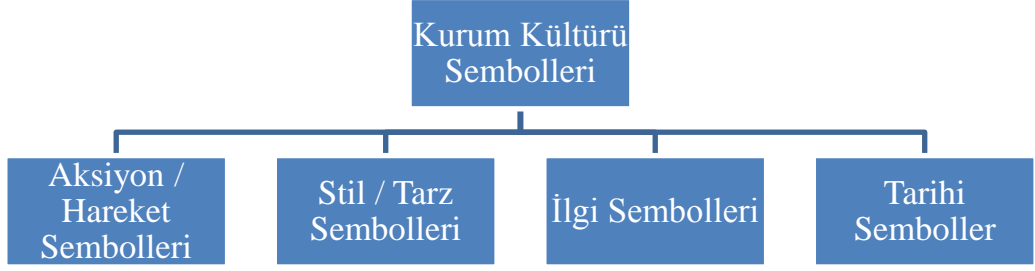 Kurum Kültürü
Sembolleri
Aksiyon /
Hareket
Sembolleri
Stil / Tarz
Sembolleri
İlgi Sembolleri
Tarihi
Semboller